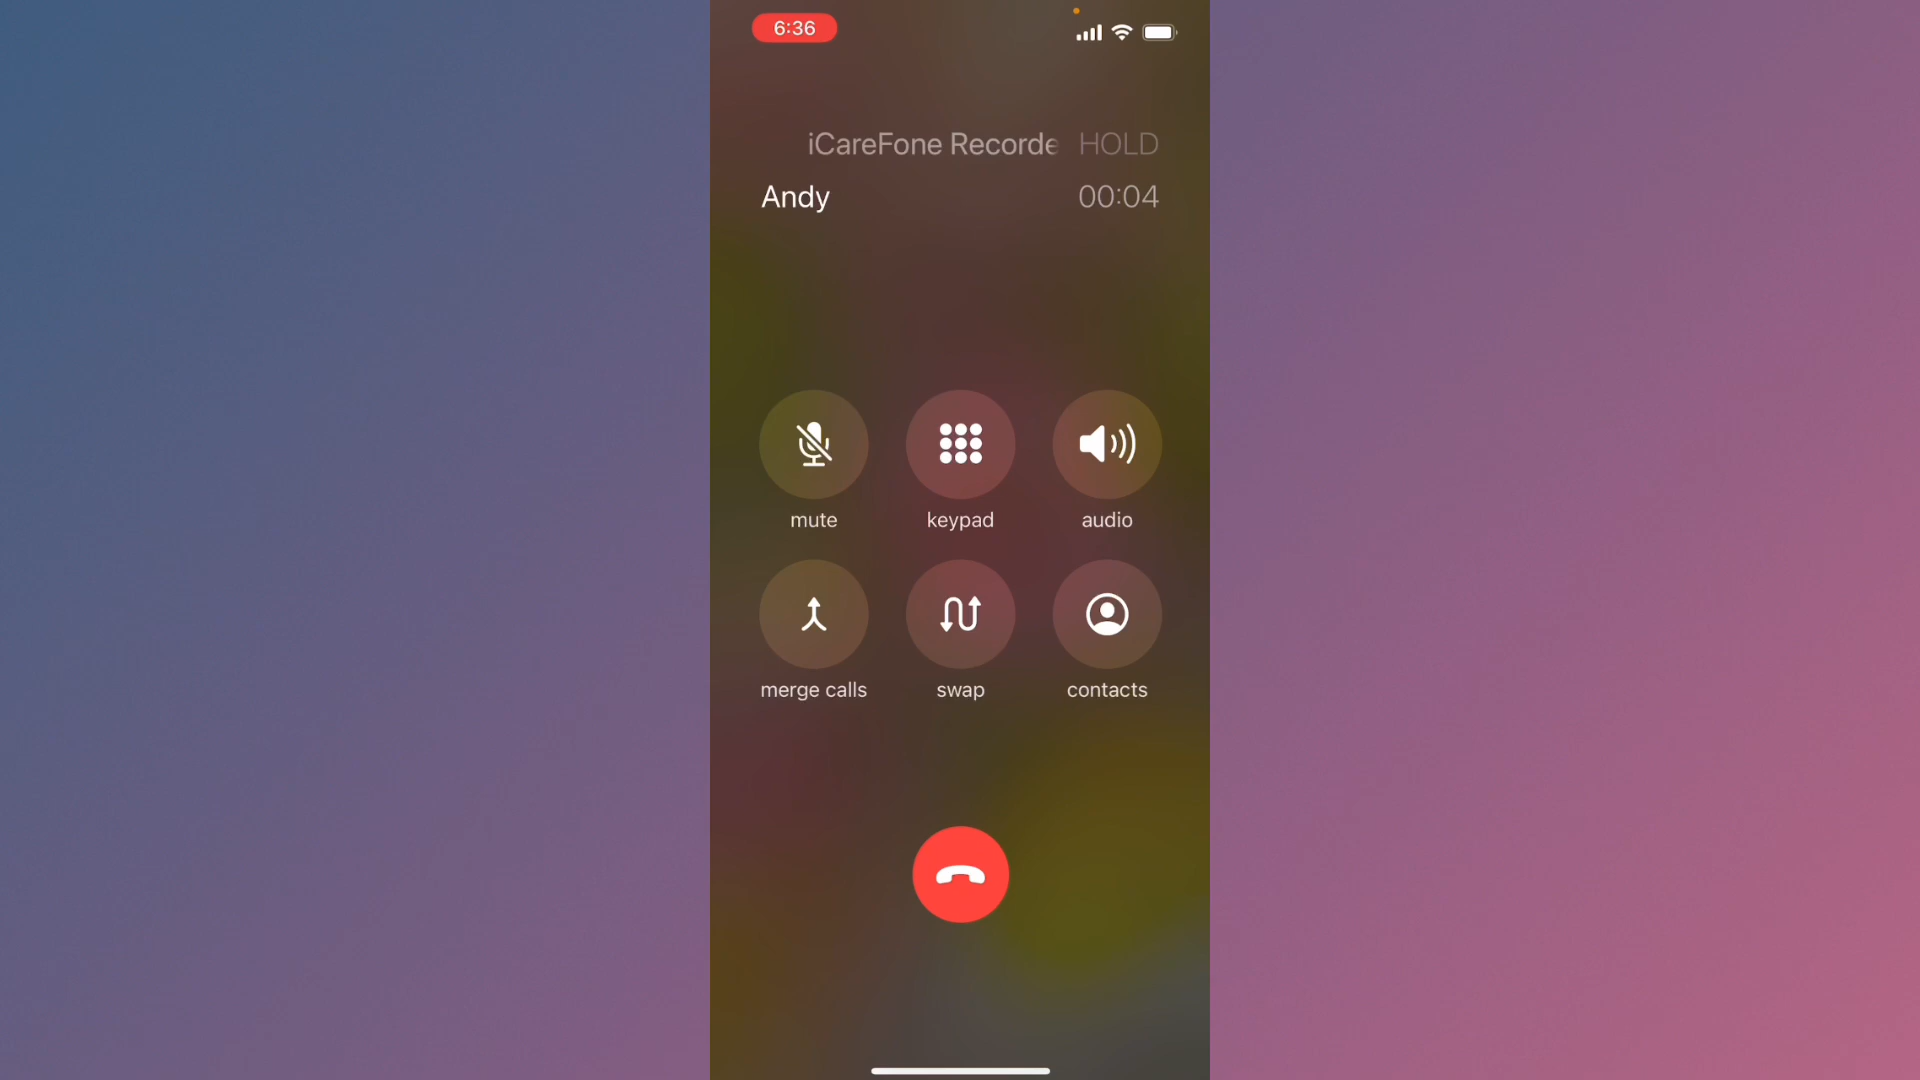 6:36
iCareFone Recorde HOLD
Andy 00:04
mute keypad audio
merge calls swap contacts